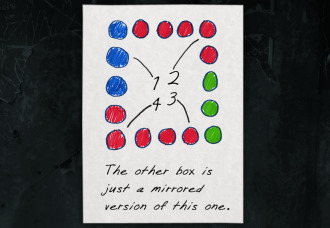 1 2
4 3
The other box is
just a mirrored
version of this one.